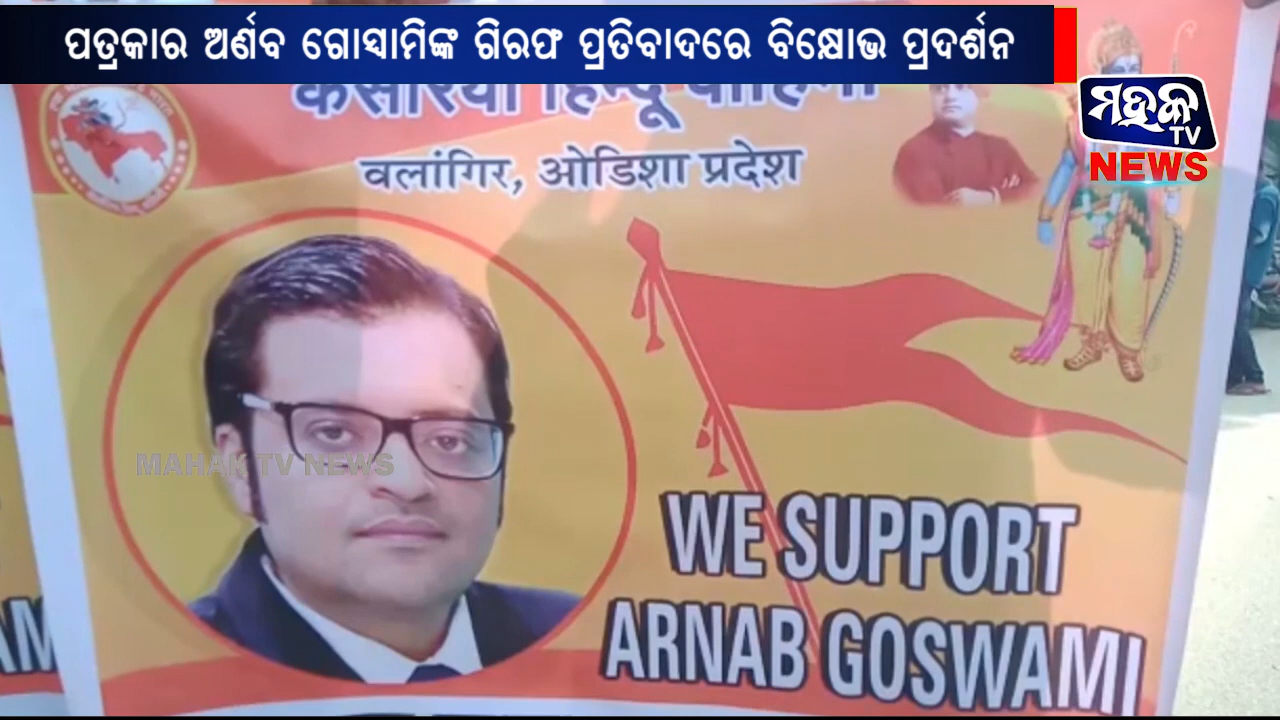 ପତ୍ରକାର ଅର୍ଣବ ଗୋସ୍ୱାମିଙ୍କ ଗିରଫ ପ୍ରତିବାଦରେ ବିକ୍ଷୋଭ ପ୍ରଦର୍ଶନ
ମହକ
TV
NEWS
हिन्दू
वलांगिर, ओडिशा प्रदेश
MAHAK TV NEWS
WE SUPPORT
ARNAB GOSWAMI
AM